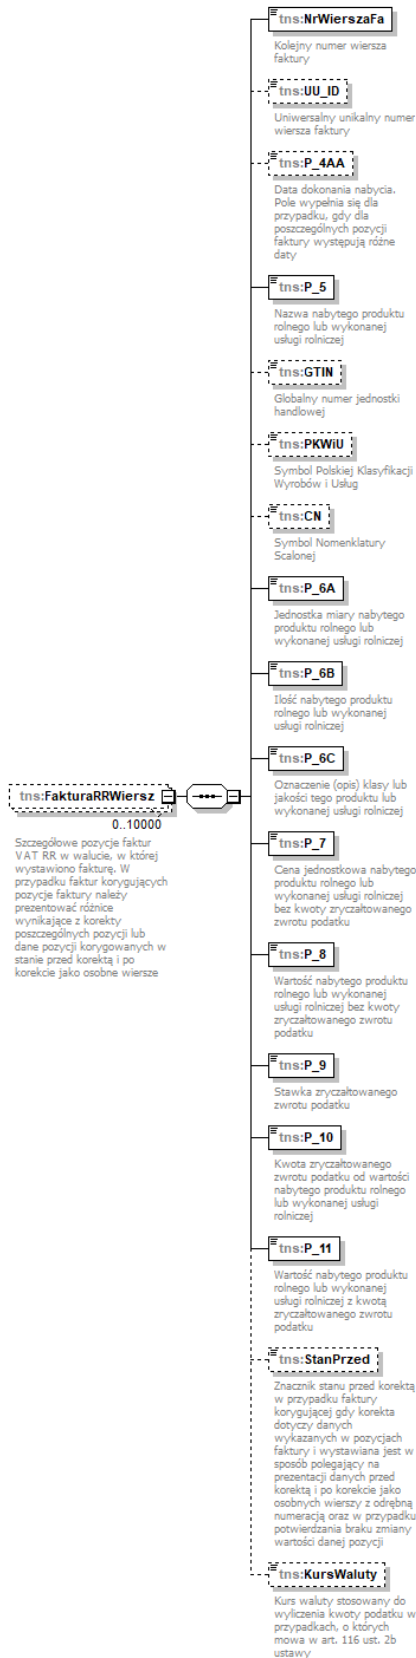 tns:NrWierszaFa
Kolejny numer wiersza
faktury
tns:UU_ID
Uniwersalny unikalny numer
wiersza faktury
tns:P_4AA
Data dokonania nabycia.
Pole wypełnia się dla
przypadku, gdy dla
poszczególnych pozycji
faktury występują różne
daty
tns:P_5
Nazwa nabytego produktu
rolnego lub wykonanej
usługi rolniczej
tns:GTIN
Globalny numer jednostki
handlowej
tns:PKWiU
Symbol Polskiej Klasyfikacji
Wyrobów i Usług
tns:CN
Symbol Nomenklatury
Scalonej
tns:P_6A
Jednostka miary nabytego
produktu rolnego lub
wykonanej usługi rolniczej
tns:P_6B
Ilość nabytego produktu
rolnego lub wykonanej
usługi rolniczej
tns:P_6C
Oznaczenie (opis) klasy lub
jakości tego produktu lub
wykonanej usługi rolniczej
tns:FakturaRRWiersz
0..10000
Szczegółowe pozycje faktur
VAT RR w walucie, w której
wystawiono fakturę. W
przypadku faktur korygujących
pozycje faktury należy
prezentować różnice
wynikające z korekty
poszczególnych pozycji lub
dane pozycji korygowanych w
stanie przed korektą i po
korekcie jako osobne wiersze
tns:P_7
Cena jednostkowa nabytego
produktu rolnego lub
wykonanej usługi rolniczej
bez kwoty zryczałtowanego
zwrotu podatku
tns:P_8
Wartość nabytego produktu
rolnego lub wykonanej
usługi rolniczej bez kwoty
zryczałtowanego zwrotu
podatku
tns:P_9
Stawka zryczałtowanego
zwrotu podatku
tns:P_10
Kwota zryczałtowanego
zwrotu podatku od wartości
nabytego produktu rolnego
lub wykonanej usługi
rolniczej
tns:P_11
Wartość nabytego produktu
rolnego lub wykonanej
usługi rolniczej z kwotą
zryczałtowanego zwrotu
podatku
tns:StanPrzed
Znacznik stanu przed korektą
w przypadku faktury
korygującej gdy korekta
dotyczy danych
wykazanych w pozycjach
faktury i wystawiana jest w
sposób polegający na
prezentacji danych przed
korektą i po korekcie jako
osobnych wierszy z odrębną
numeracją oraz w przypadku
potwierdzania braku zmiany
wartości danej pozycji
tns:KursWaluty
Kurs waluty stosowany do
wyliczenia kwoty podatku w
przypadkach, o których
mowa w art. 116 ust. 2b
ustawy